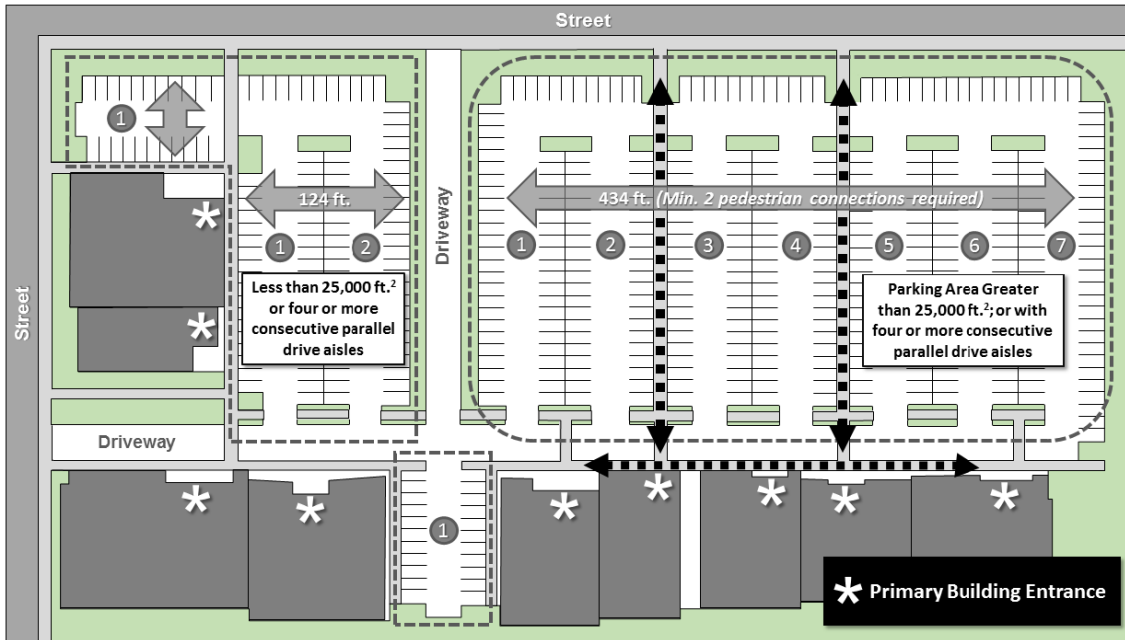 Street
1
124 ft.
434 ft. (Min. 2 pedestrian connections required)
1
2
1
2
3
4
5
6
7
Driveway
Street
Less than 25,000 ft.²
or four or more
consecutive parallel
drive aisles
Parking Area Greater
than 25,000 ft.²; or with
four or more consecutive
parallel drive aisles
Driveway
1
* Primary Building Entrance